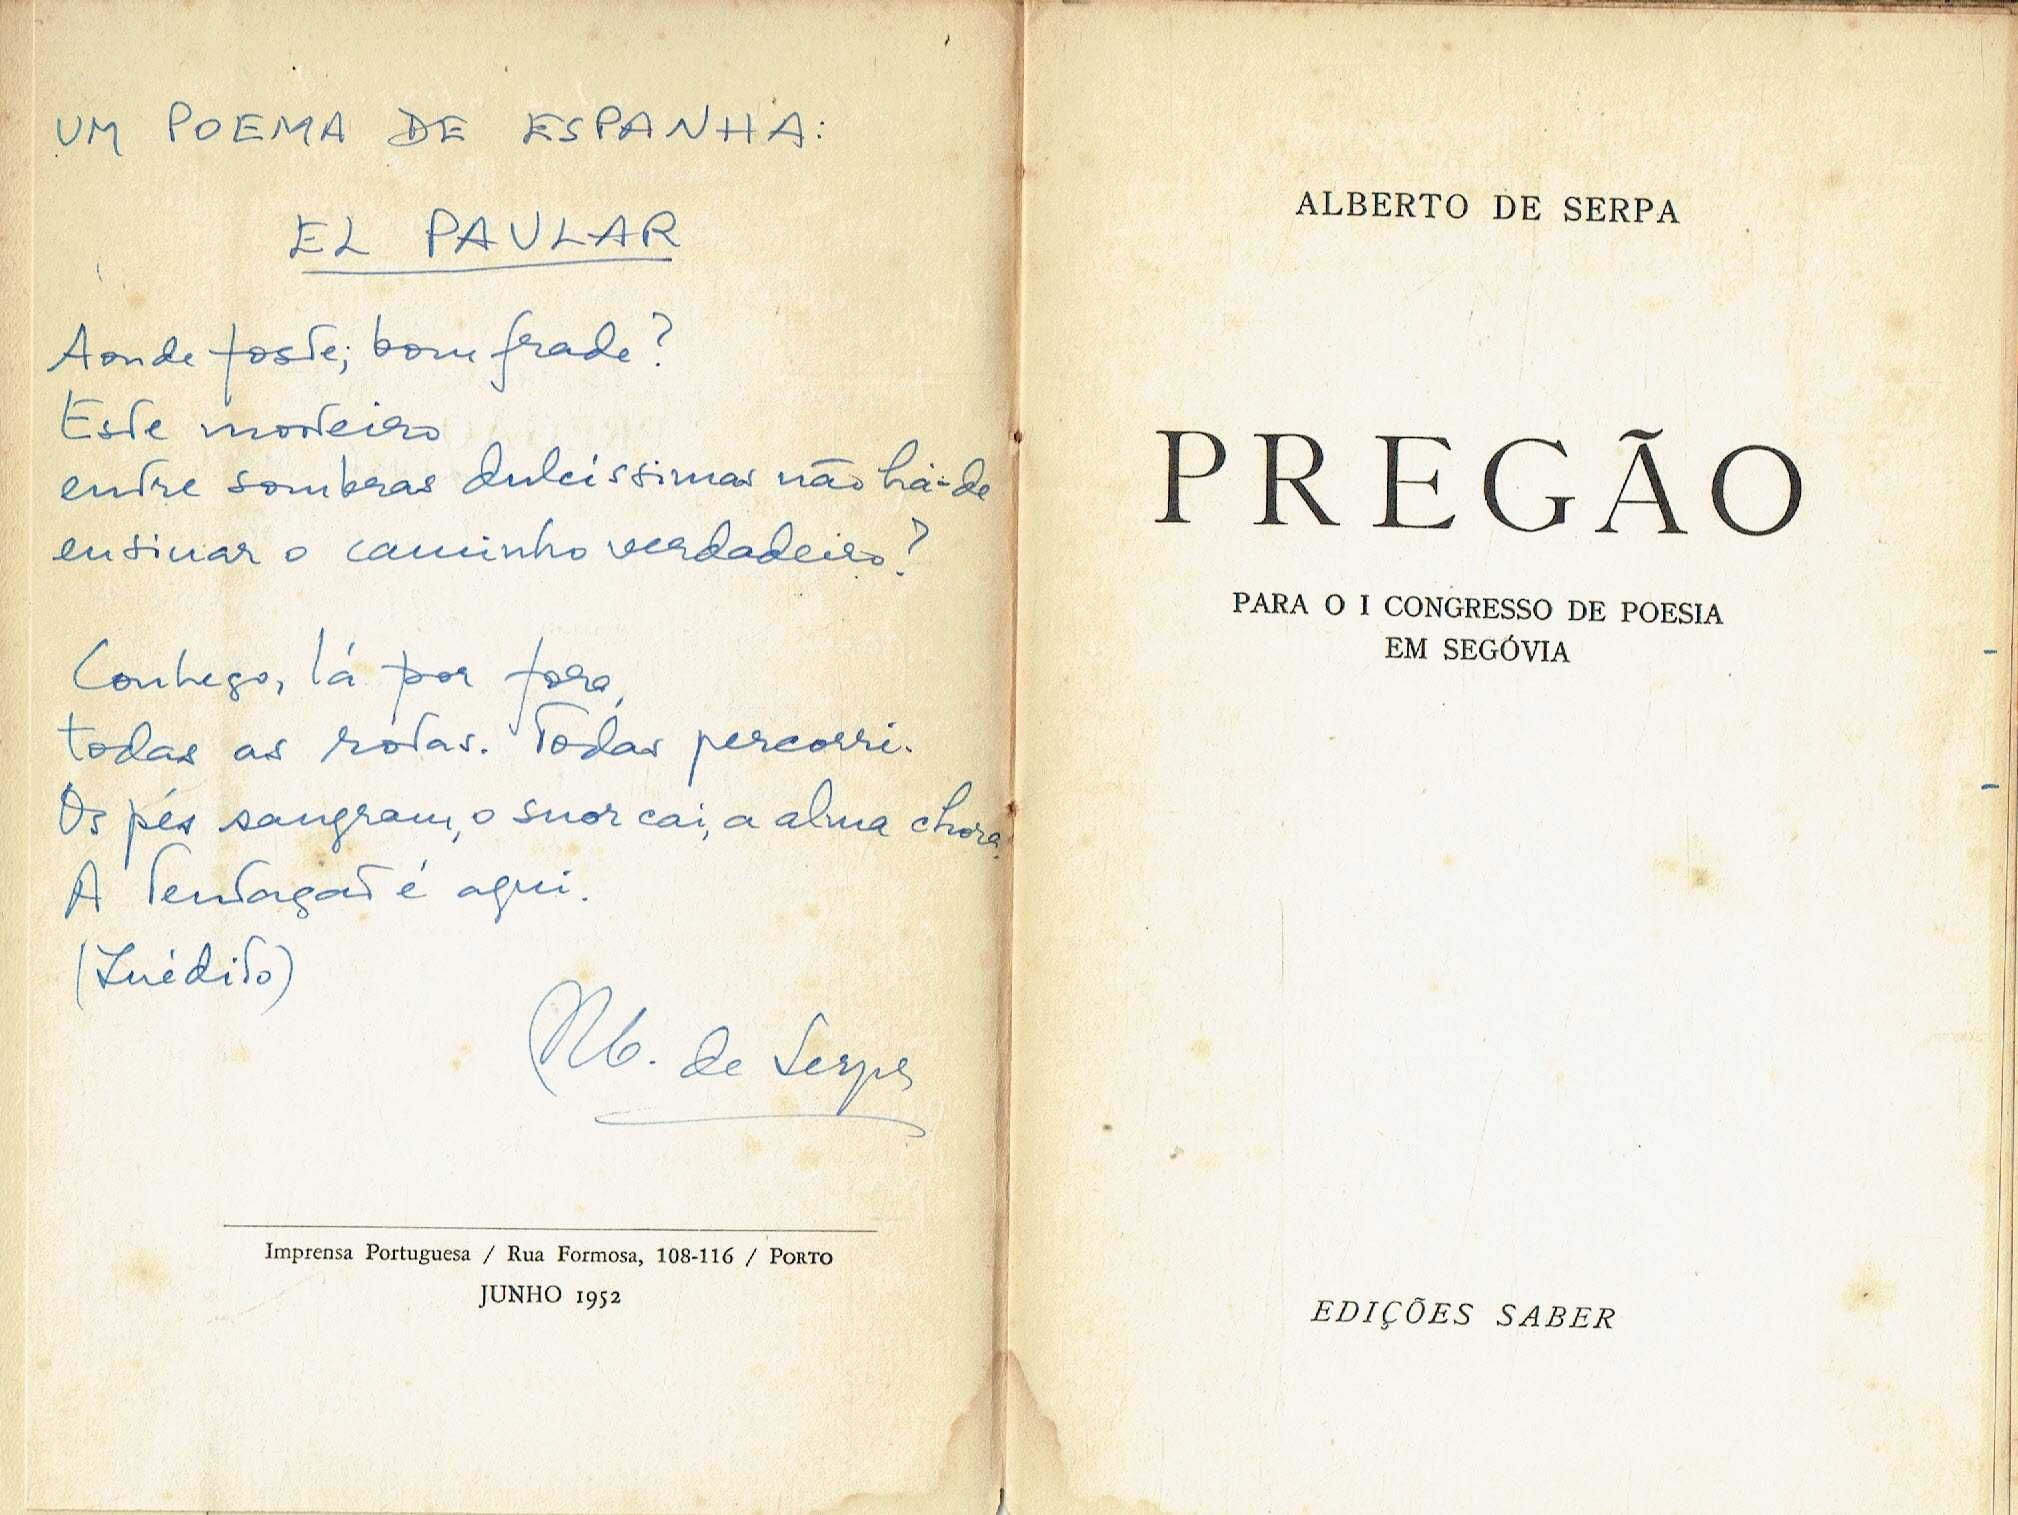 UM POEMA DE ESPANHA:
EL PAULAR
Aonde foste, bom frade?
Este mosteiro
entre sombras dulcíssimas não há-de
ensinar o caminho verdadeiro?
Conheço, lá por fora,
todas as rotas. Todas percorri.
Os pés sangram, o suor cai, a alma chora.
A tentação é aqui.
(Inédito)
Alb. de Serpa
Imprensa Portuguesa / Rua Formosa, 108-116 / PORTO
JUNHO 1952
ALBERTO DE SERPA
PREGÃO
PARA O I CONGRESSO DE POESIA
EM SEGÓVIA
EDIÇÕES SABER